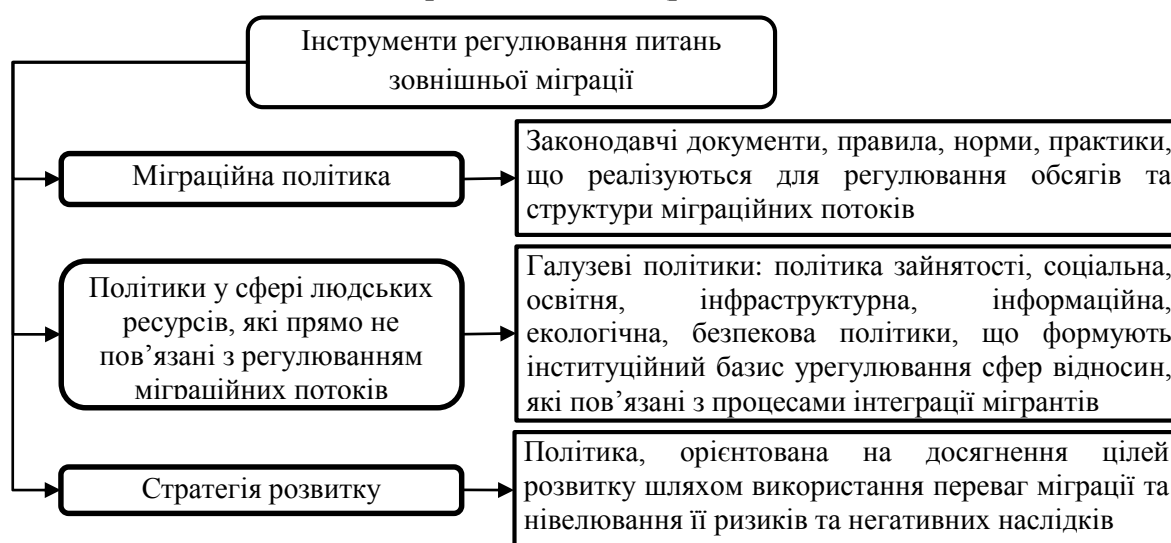 Інструменти регулювання питань
зовнішньої міграції
Міграційна політика
Законодавчі документи, правила, норми, практики,
що реалізуються для регулювання обсягів та
структури міграційних потоків
Політики у сфері людських
ресурсів, які прямо не
пов’язані з регулюванням
міграційних потоків
Галузеві політики: політика зайнятості, соціальна,
освітня, інфраструктурна, інформаційна,
екологічна, безпекова політики, що формують
інституційний базис урегулювання сфер відносин,
які пов’язані з процесами інтеграції мігрантів
Стратегія розвитку
Політика, орієнтована на досягнення цілей
розвитку шляхом використання переваг міграції та
нівелювання її ризиків та негативних наслідків